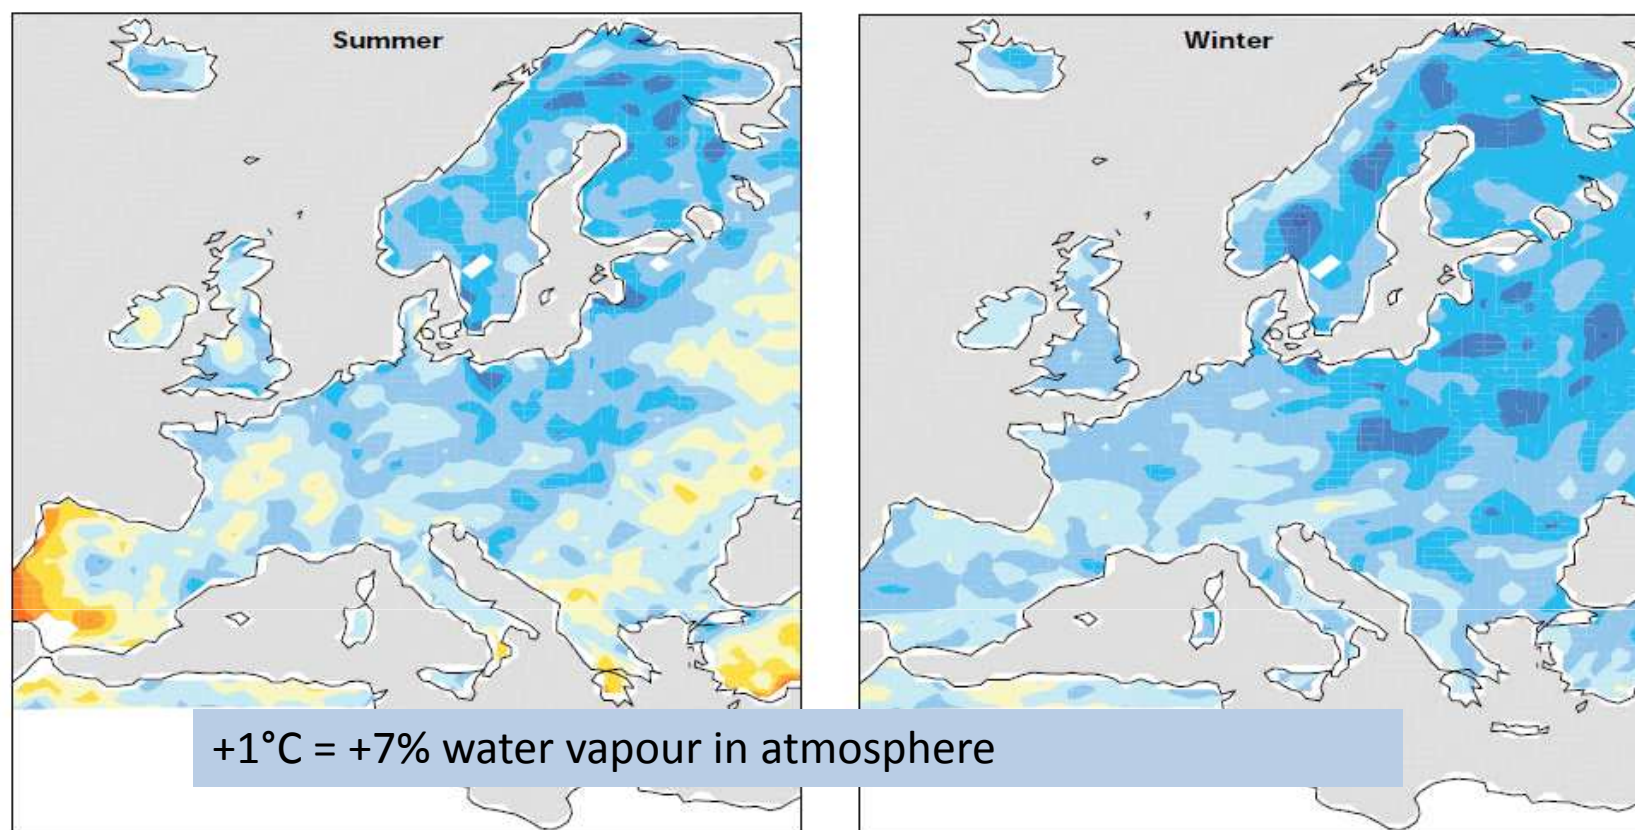 Summer
Winter
+1°C = +7% water vapour in atmosphere